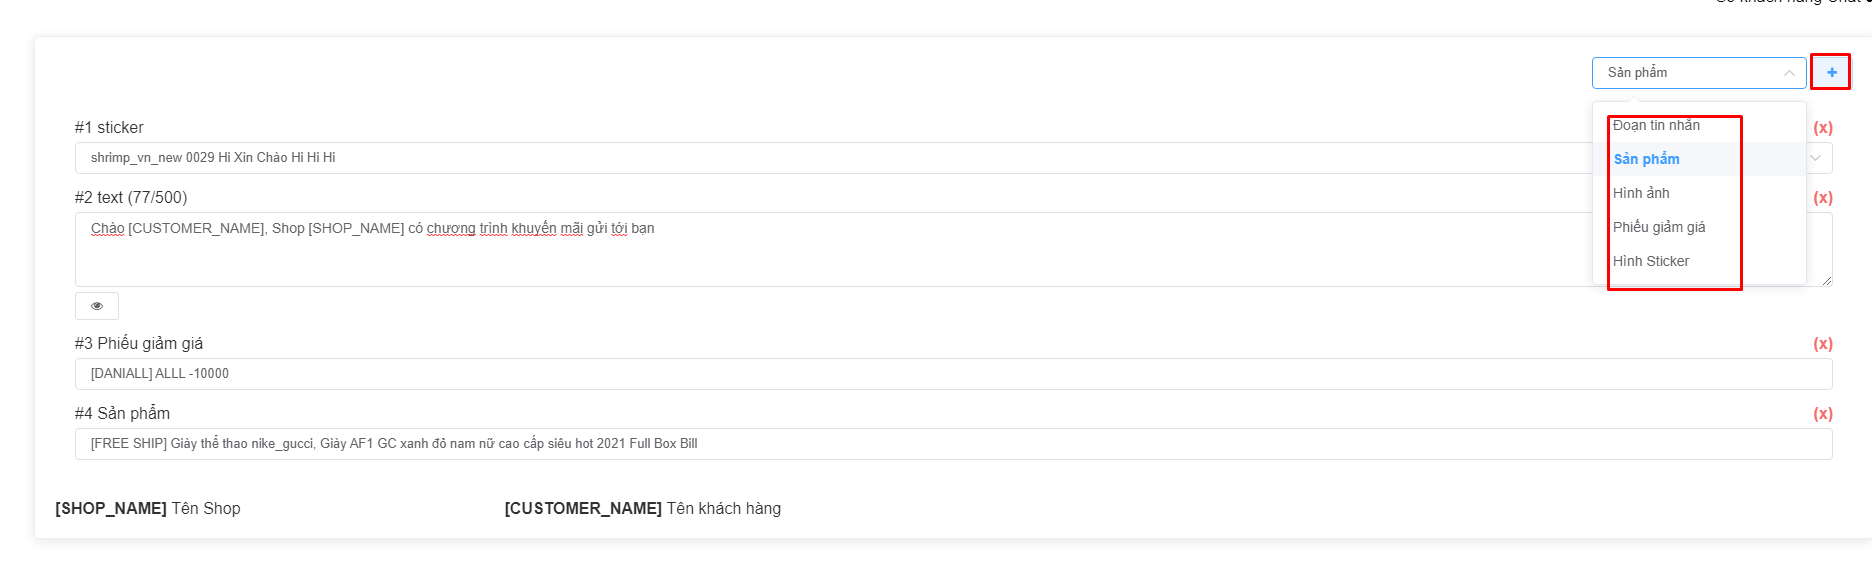 Sản phẩm
+
Đoạn tin nhắn
Sản phẩm
Hình ảnh
Phiếu giảm giá
Hình Sticker
#1 sticker
(x)
shrimp_vn_new 0029 Hi Xin Chào Hi Hi Hi
#2 text (77/500)
(x)
Chào [CUSTOMER_NAME], Shop [SHOP_NAME] có chương trình khuyến mãi gửi tới bạn
#3 Phiếu giảm giá
(x)
[DANIALL] ALLL -10000
#4 Sản phẩm
(x)
[FREE SHIP] Giày thể thao nike_gucci, Giày AF1 GC xanh đỏ nam nữ cao cấp siêu hot 2021 Full Box Bill
[SHOP_NAME] Tên Shop
[CUSTOMER_NAME] Tên khách hàng